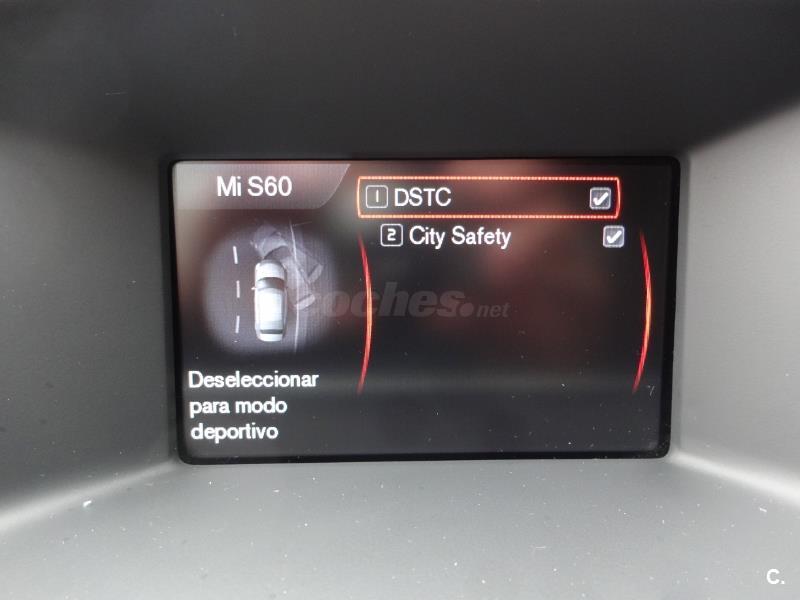 Mi S60
1 DSTC
2 City Safety
coches.net
Deseleccionar
para modo
deportivo
C.